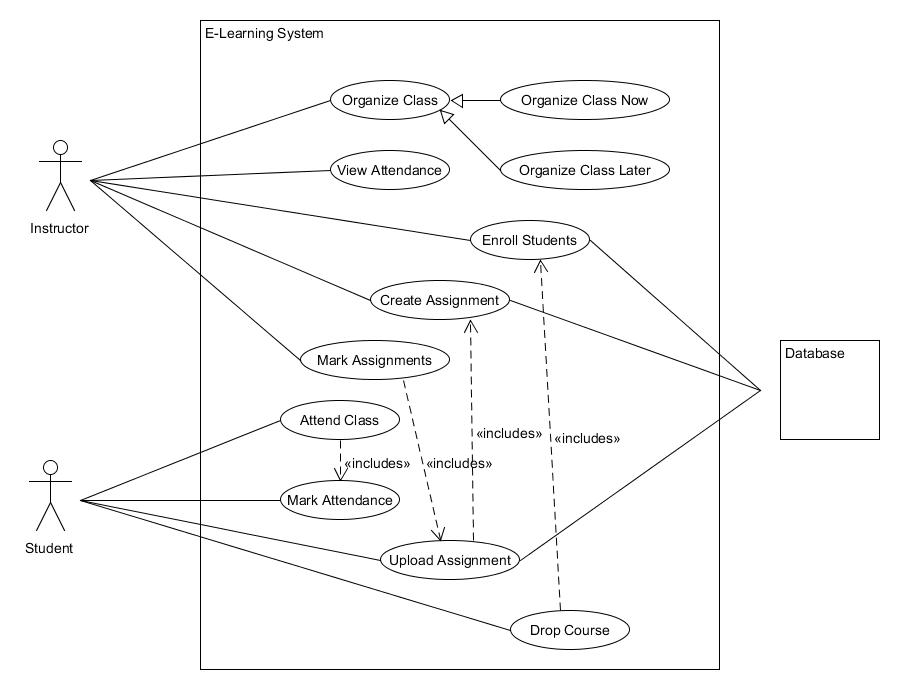 E-Learning System
Organize Class
Organize Class Now
View Attendance
Organize Class Later
Instructor
Enroll Students
Create Assignment
Mark Assignments
Database
Attend Class
«includes»
«includes»
«includes»
«includes»
Mark Attendance
Student
Upload Assignment
Drop Course